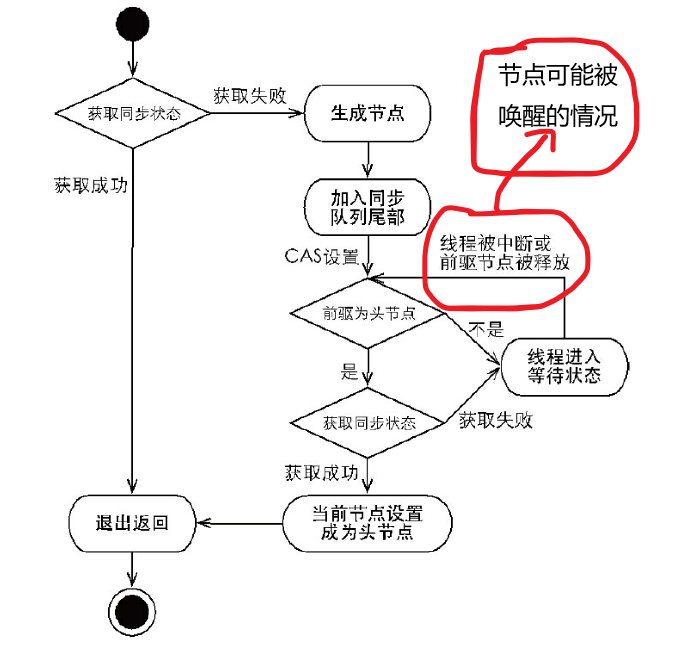 节点可能被
唤醒的情况
获取同步状态
获取失败
生成节点
获取成功
加入同步
队列尾部
线程被中断或
前驱节点被释放
CAS设置
前驱为头节点
不是
线程进入
等待状态
是
获取同步状态
获取失败
获取成功
退出返回
当前节点设置
成为头节点